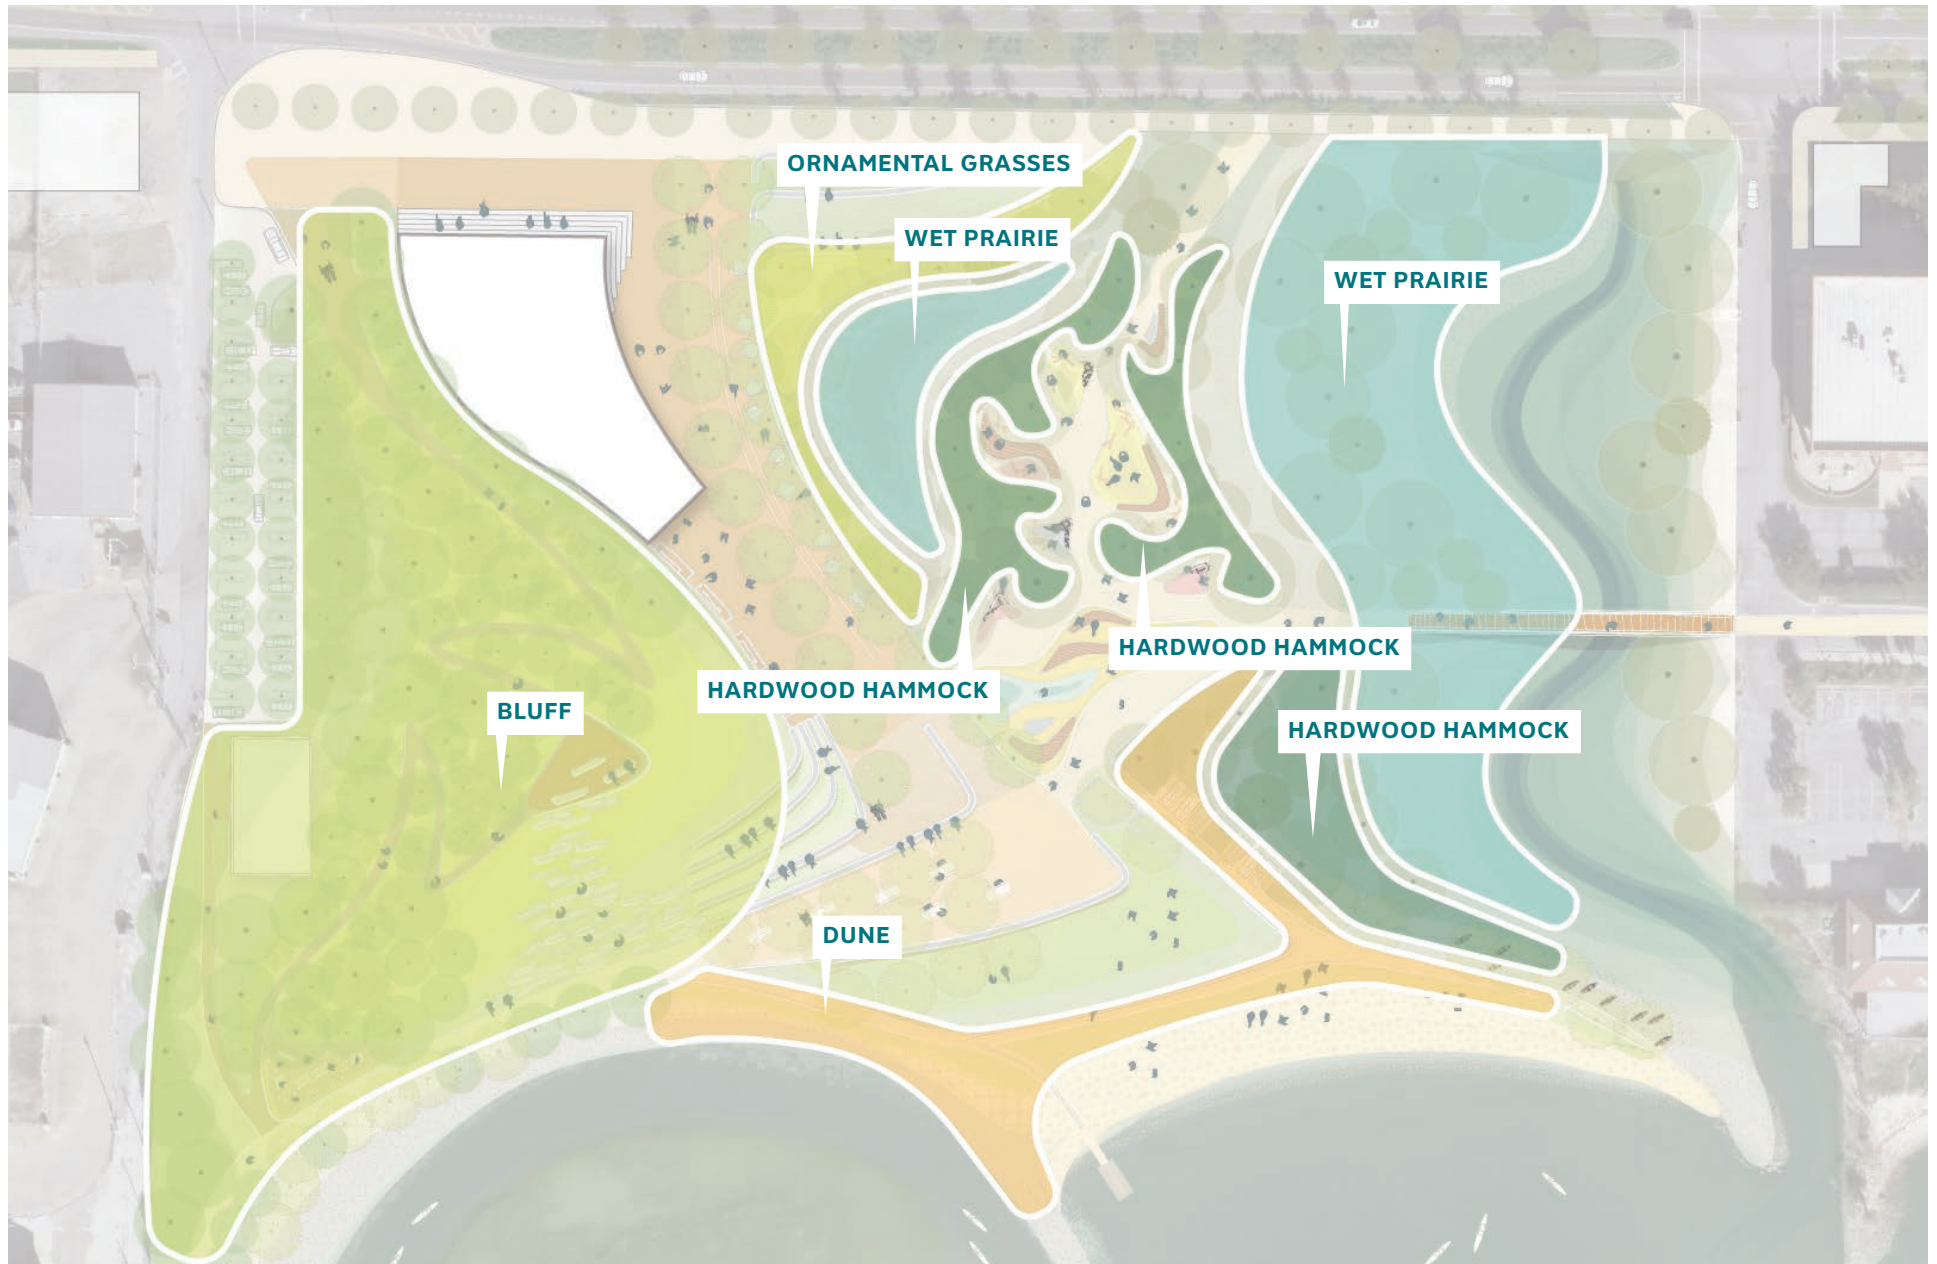 ORNAMENTAL GRASSES
WET PRAIRIE
WET PRAIRIE
HARDWOOD HAMMOCK
HARDWOOD HAMMOCK
BLUFF
HARDWOOD HAMMOCK
DUNE